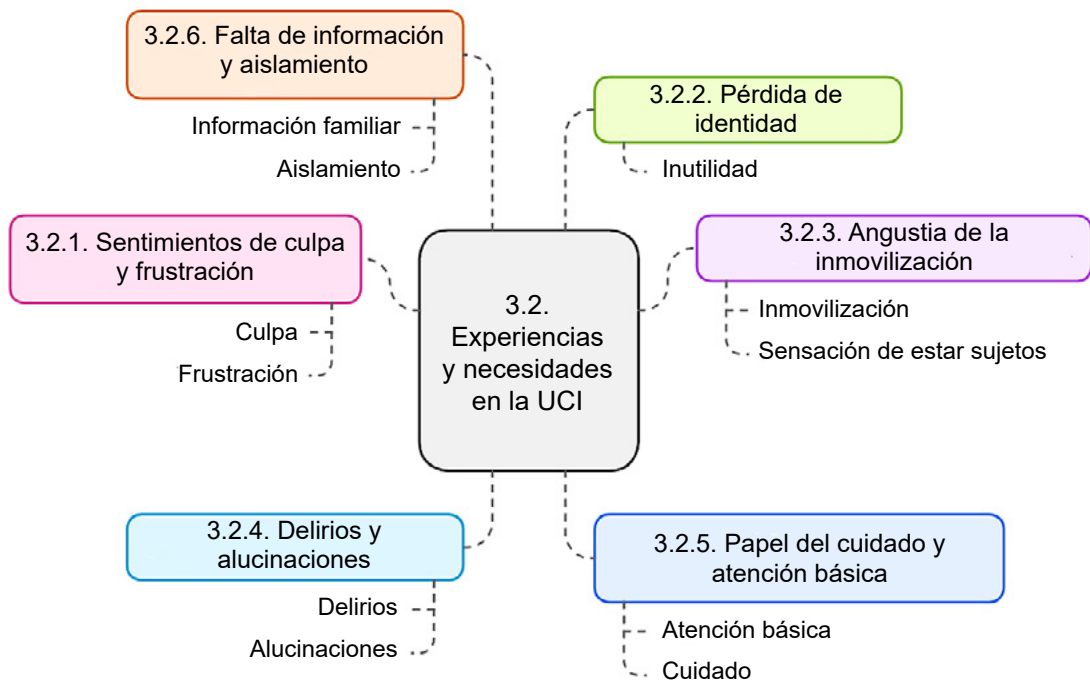 3.2.6. Falta de información
y aislamiento
Información familiar
Aislamiento
3.2.2. Pérdida de
identidad
Inutilidad
3.2.1. Sentimientos de culpa
y frustración
Culpa
Frustración
3.2.
Experiencias
y necesidades
en la UCI
3.2.3. Angustia de la
inmovilización
Inmovilización
Sensación de estar sujetos
3.2.4. Delirios y
alucinaciones
Delirios
Alucinaciones
3.2.5. Papel del cuidado y
atención básica
Atención básica
Cuidado